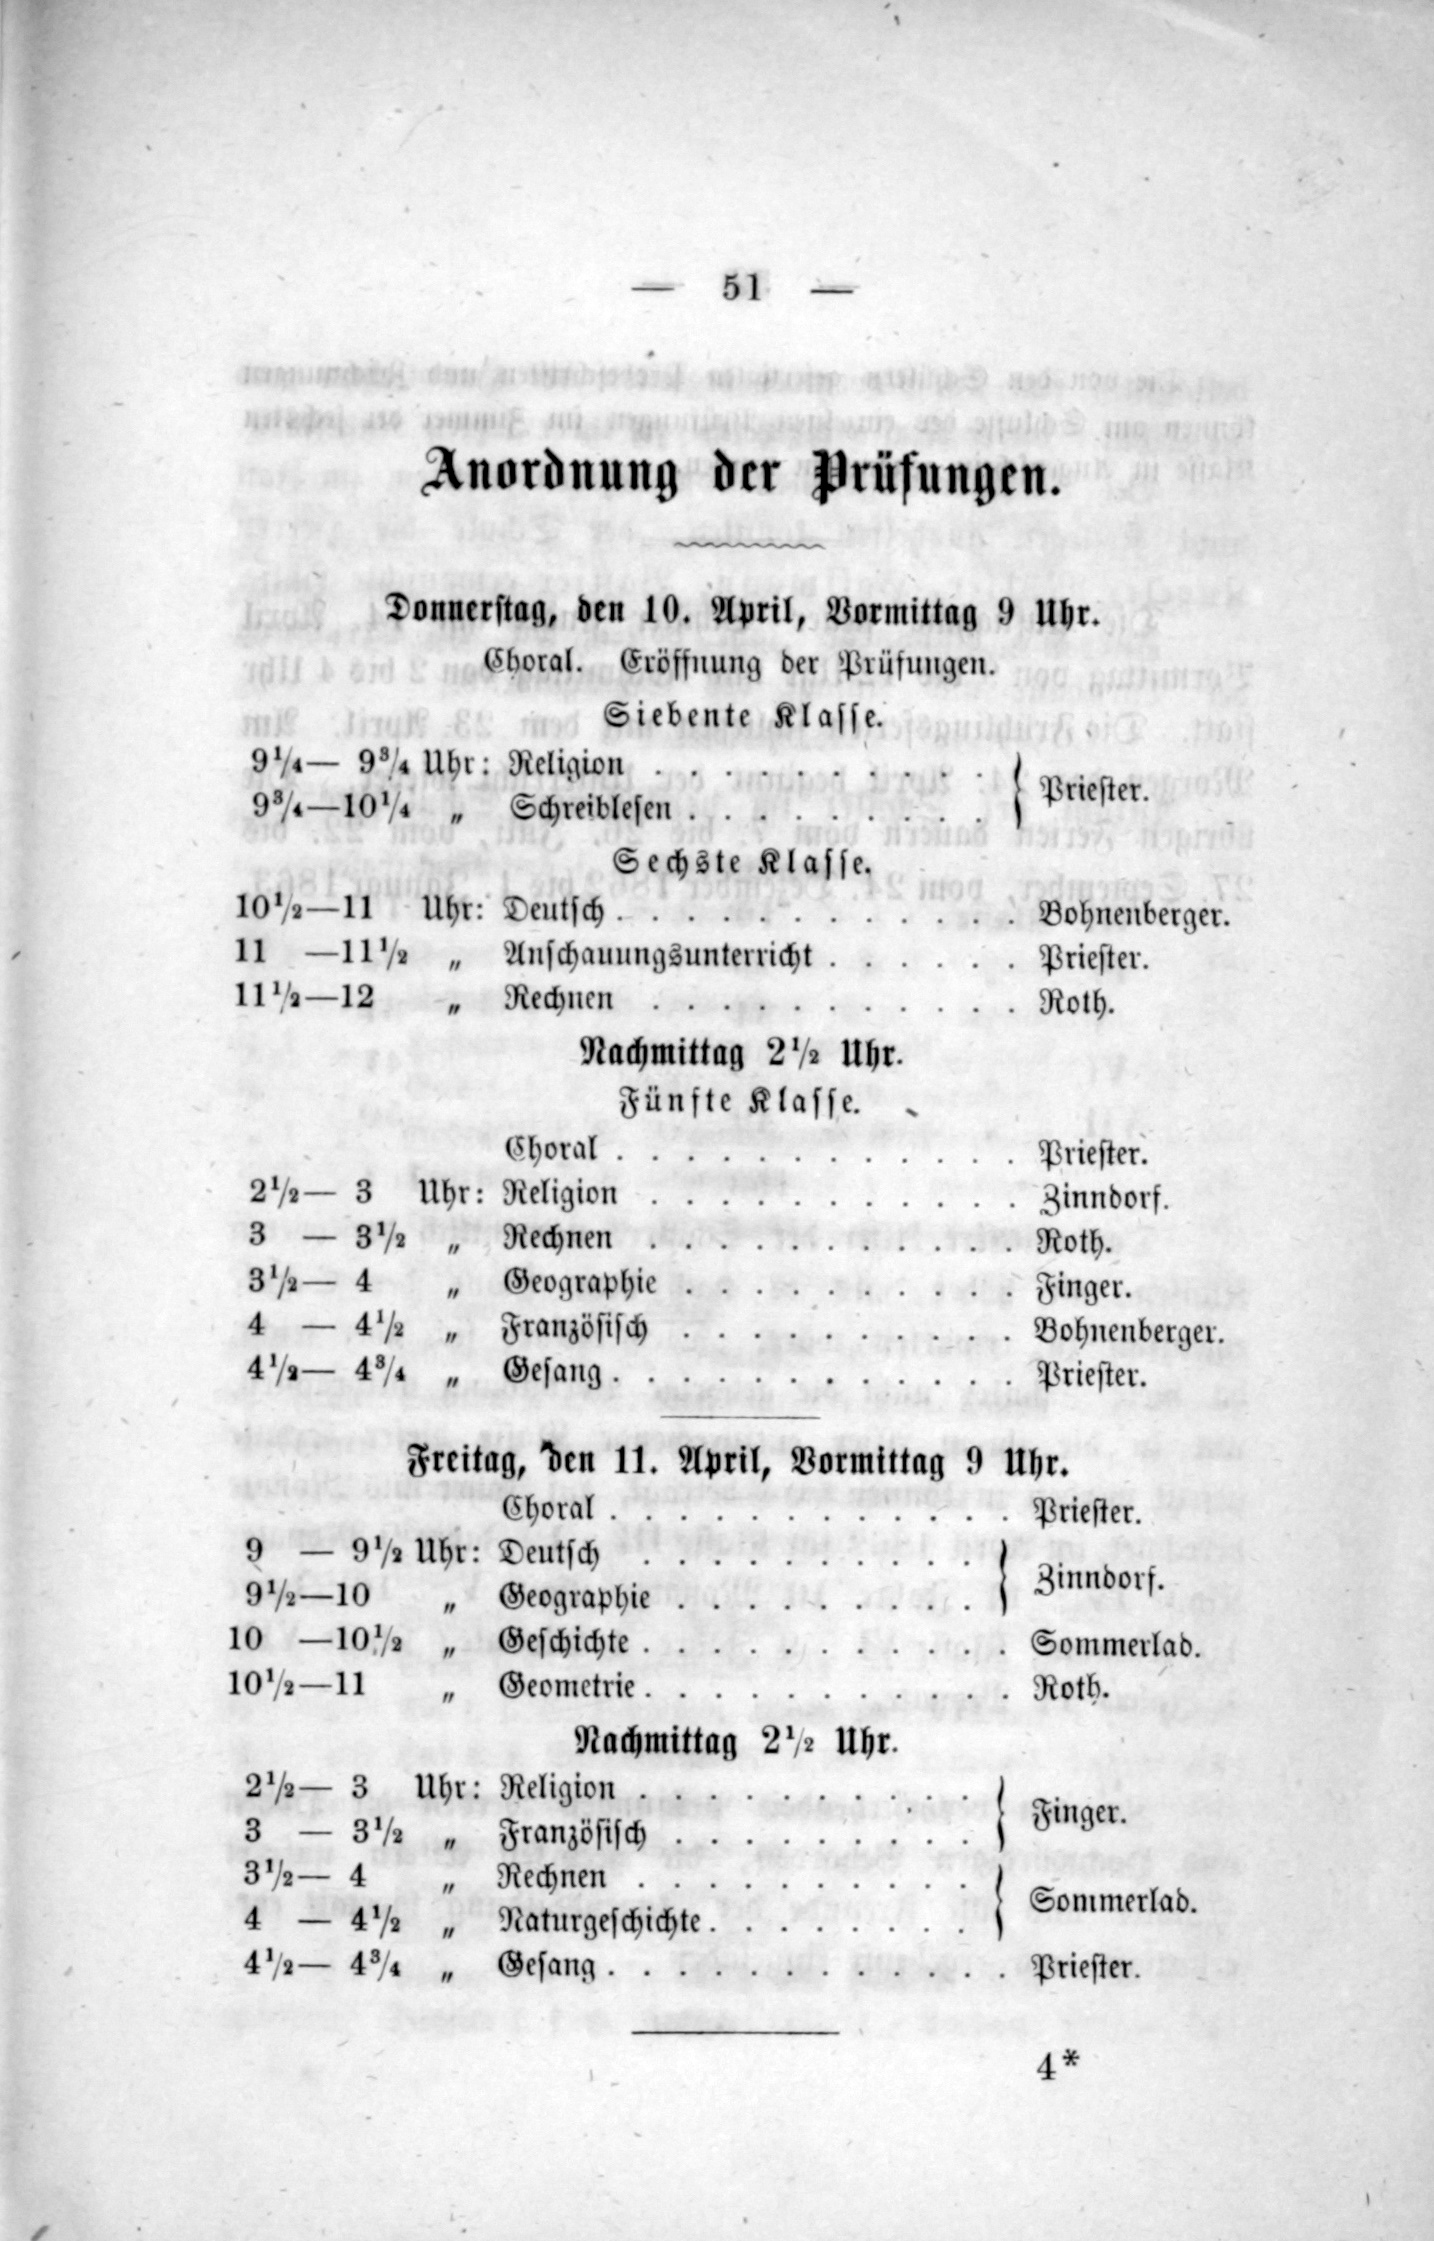 — 51 —
Anordnung der Prüfungen.
Donnerstag, den 10. April, Vormittag 9 Uhr.
Choral. Eröffnung der Prüfungen.
Siebente Klasse.
9¼— 9¾ Uhr: Religion . . . . . . . . . . } Priester.
9¾—10¼ „ Schreiblesen . . . . . . . . .
Sechste Klasse.
10½—11 Uhr: Deutsch . . . . . . . . . . . . Bohnenberger.
11 —11½ „ Anschauungsunterricht . . . . . . Priester.
11½—12 „ Rechnen . . . . . . . . . . . Roth.
Nachmittag 2½ Uhr.
Fünfte Klasse.
Choral . . . . . . . . . . . . Priester.
2½— 3 Uhr: Religion . . . . . . . . . . . Zinndorf.
3 — 3½ „ Rechnen . . . . . . . . . . . Roth.
3½— 4 „ Geographie . . . . . . . . . . Finger.
4 — 4½ „ Französisch . . . . . . . . . . Bohnenberger.
4½— 4¾ „ Gesang . . . . . . . . . . . . Priester.
Freitag, den 11. April, Vormittag 9 Uhr.
Choral . . . . . . . . . . . . Priester.
9 — 9½ Uhr: Deutsch . . . . . . . . . . } Zinndorf.
9½—10 „ Geographie . . . . . . . . .
10 —10½ „ Geschichte . . . . . . . . . . . Sommerlad.
10½—11 „ Geometrie . . . . . . . . . . . Roth.
Nachmittag 2½ Uhr.
2½— 3 Uhr: Religion . . . . . . . . . . } Finger.
3 — 3½ „ Französisch . . . . . . . . .
3½— 4 „ Rechnen . . . . . . . . . . } Sommerlad.
4 — 4½ „ Naturgeschichte . . . . . . . .
4½— 4¾ „ Gesang . . . . . . . . . . . . Priester.
4*